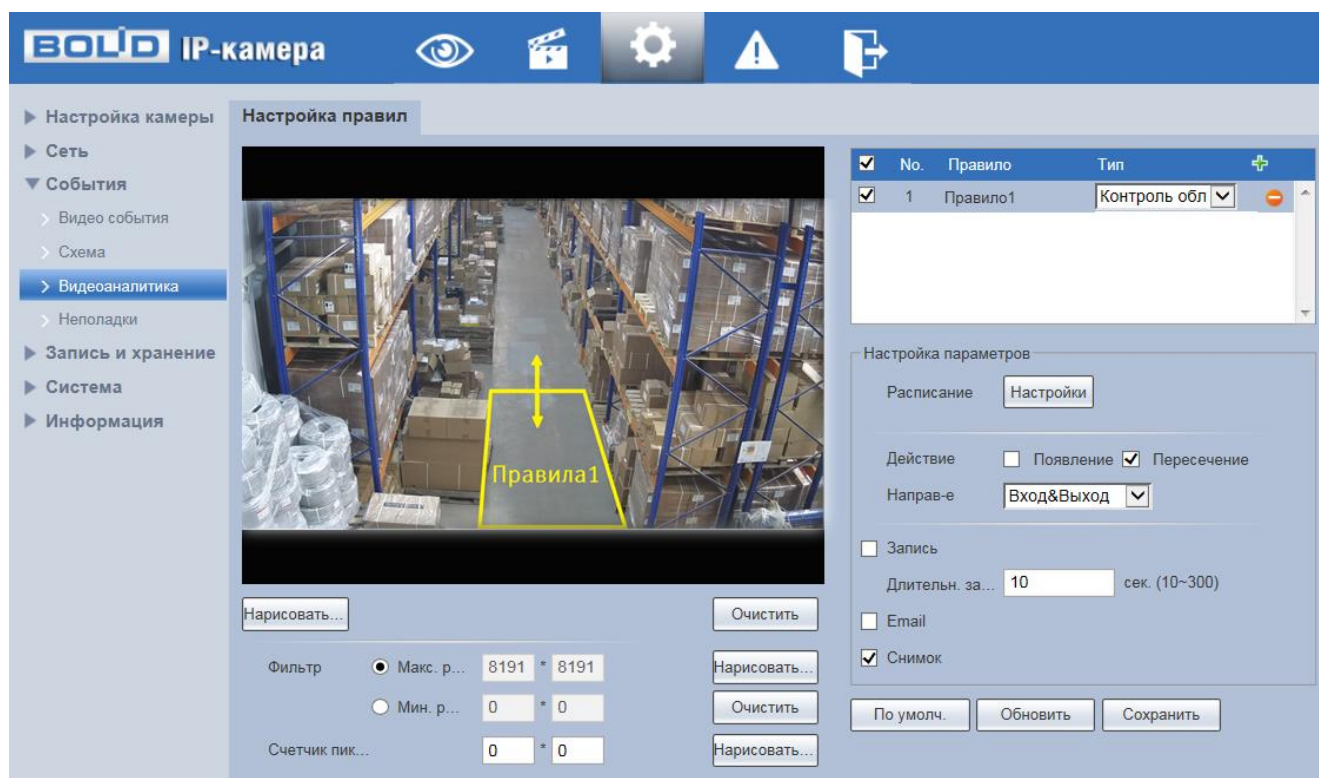 BOLID IP-камера
Настройка камеры
Сеть
События
Видео события
Схема
Видеоаналитика
Неполадки
Запись и хранение
Система
Информация
Настройка правил
Правила1
Нарисовать...
Очистить
Фильтр Макс. р... 8191 * 8191 Нарисовать...
Мин. р... 0 * 0 Очистить
Счетчик пик... 0 * 0 Нарисовать...
No. Правило Тип
1 Правило1 Контроль обл
Настройка параметров
Расписание Настройки
Действие Появление Пересечение
Направ-е Вход&Выход
Запись
Длительн. за... 10 сек. (10~300)
Email
Снимок
По умолч. Обновить Сохранить